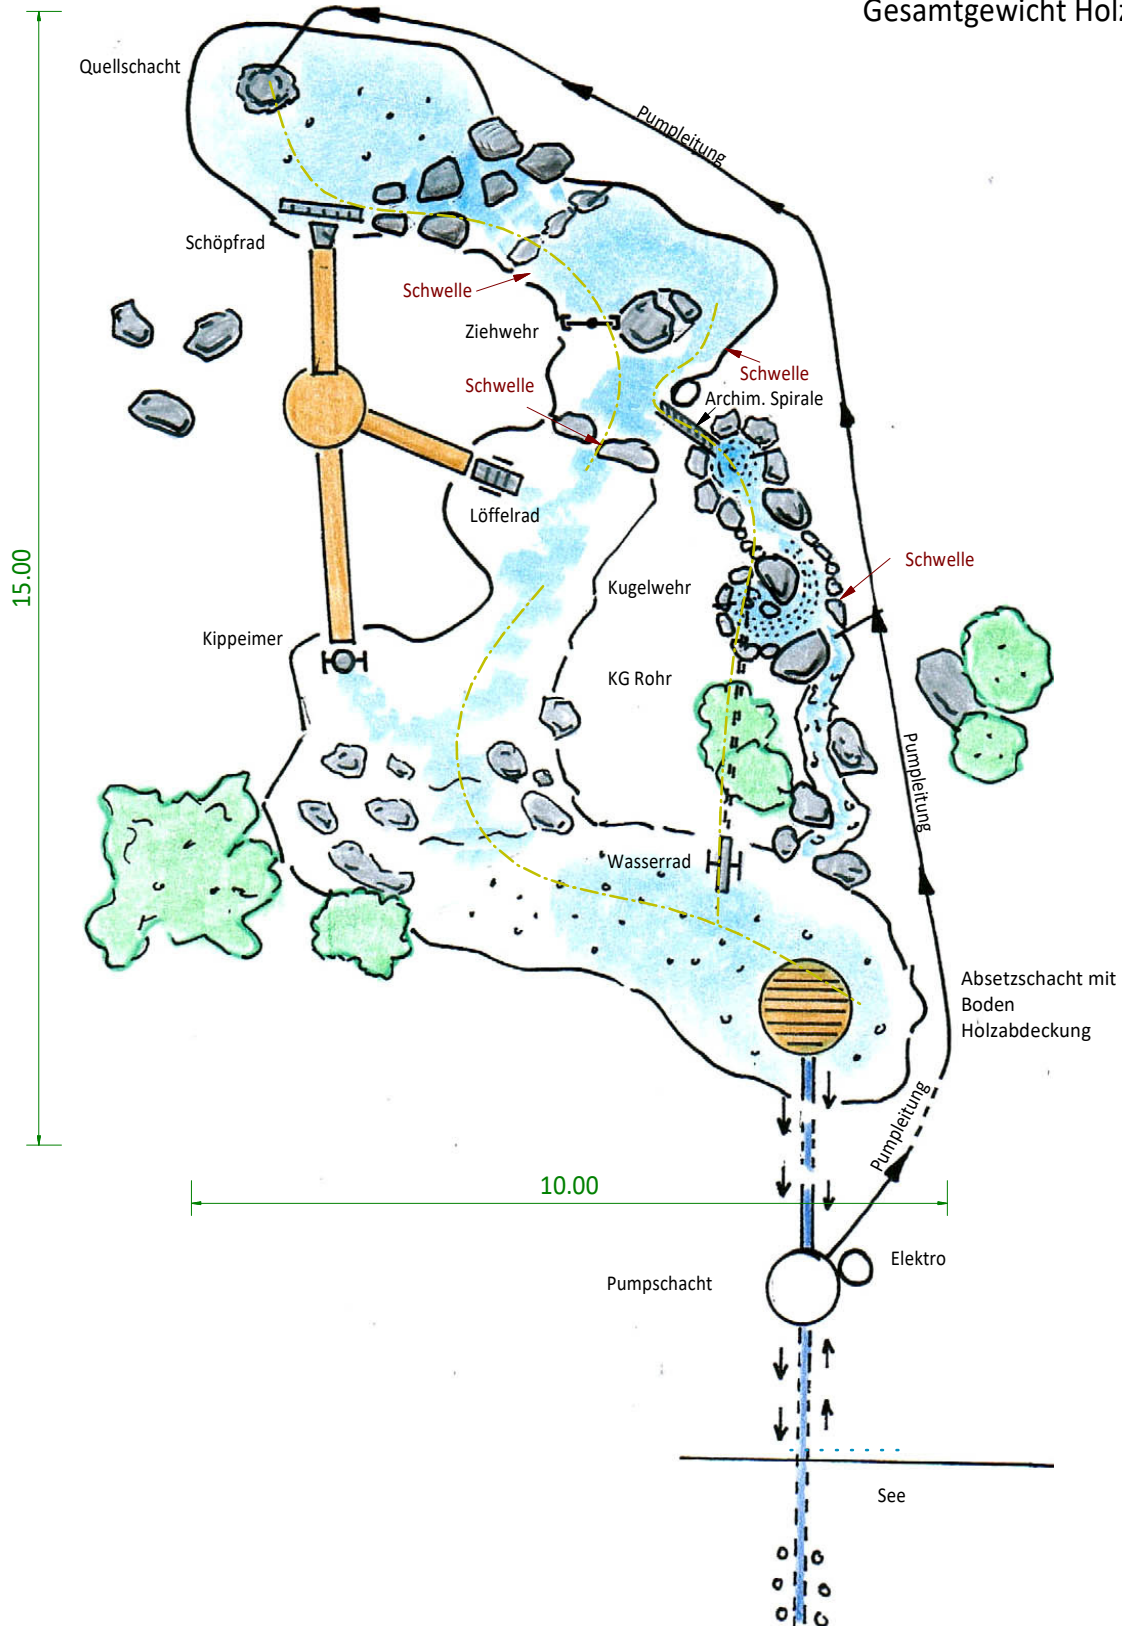 Gesamtgewicht Holz
Quellschacht
Pumpleitung
Schöpfrad
Schwelle
Ziehwehr
Schwelle
Schwelle
Archim. Spirale
Löffelrad
15.00
Schwelle
Kugelwehr
Kippeimer
KG Rohr
Pumpleitung
Wasserrad
Absetzschacht mit
Boden
Holzabdeckung
Pumpleitung
10.00
Elektro
Pumpschacht
See